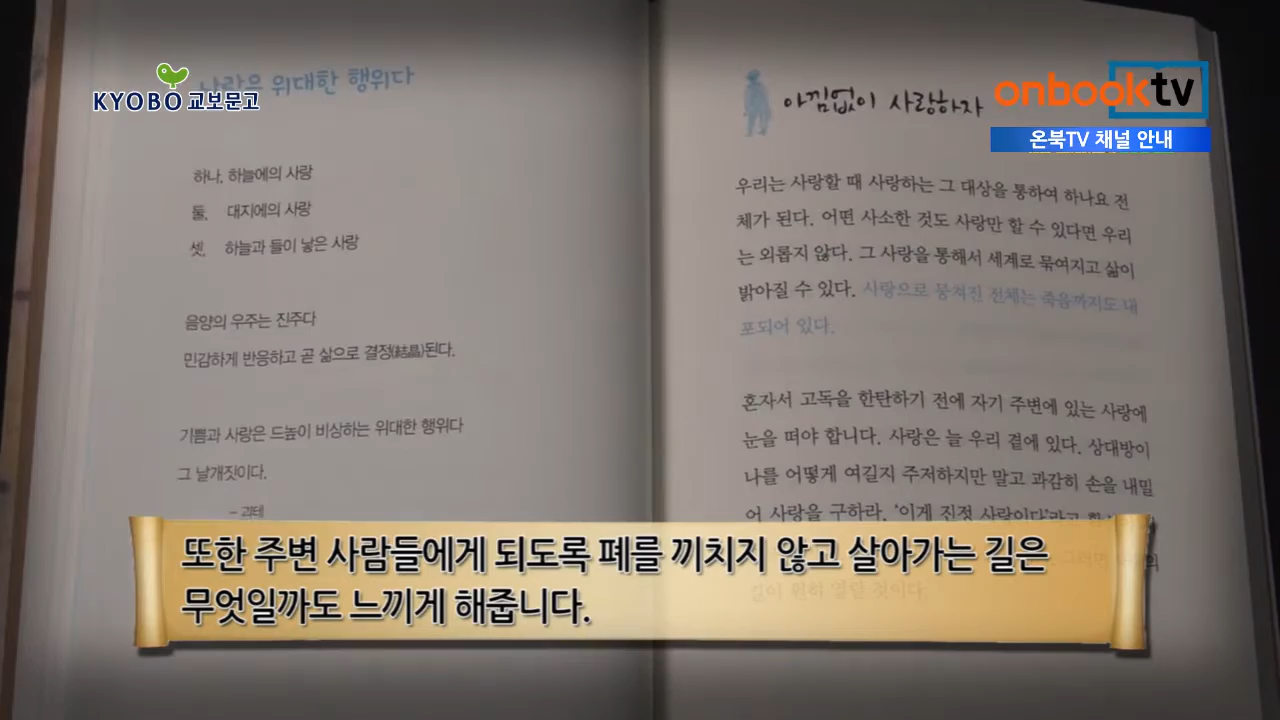 KYOBO 교보문고
onbooktv
온북TV 채널 안내
사랑은 위대한 행위다
하나, 하늘에의 사랑
둘, 대지에의 사랑
셋, 하늘과 들이 낳은 사랑
음양의 우주는 진주다
민감하게 반응하고 곧 삶으로 결정(結晶)된다.
기쁨과 사랑은 드높이 비상하는 위대한 행위다
그 날개짓이다.
- 괴테
아낌없이 사랑하자
우리는 사랑할 때 사랑하는 그 대상을 통하여 하나요 전
체가 된다. 어떤 사소한 것도 사랑만 할 수 있다면 우리
는 외롭지 않다. 그 사랑을 통해서 세계로 묶여지고 삶이
밝아질 수 있다. 사랑으로 뭉쳐진 전체는 죽음까지도 내
포되어 있다.
혼자서 고독을 한탄하기 전에 자기 주변에 있는 사랑에
눈을 떠야 합니다. 사랑은 늘 우리 곁에 있다. 상대방이
나를 어떻게 여길지 주저하지만 말고 과감히 손을 내밀
어 사랑을 구하라. '이게 진정 사랑이다'라고
길이 훤히 열릴 것이다.
또한 주변 사람들에게 되도록 폐를 끼치지 않고 살아가는 길은
무엇일까도 느끼게 해줍니다.